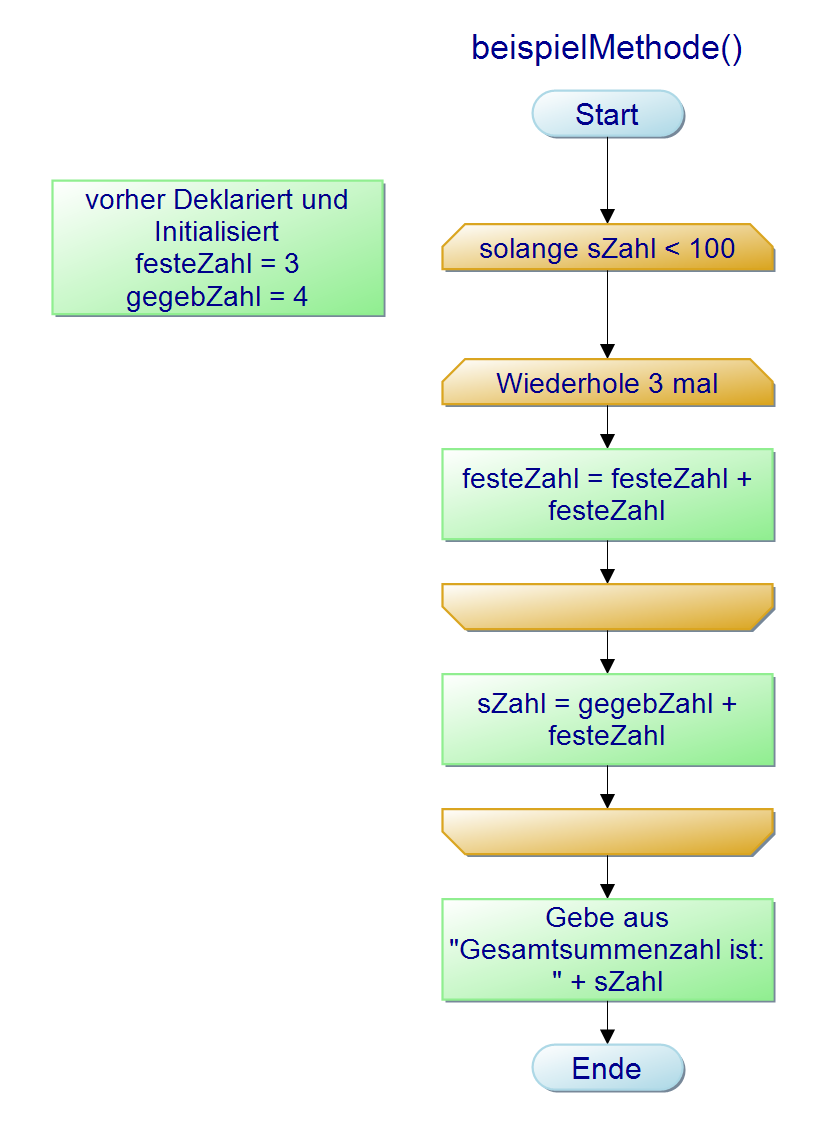 beispielMethode()
Start
vorher Deklariert und
Initialisiert
festeZahl = 3
gegebZahl = 4
solange sZahl < 100
Wiederhole 3 mal
festeZahl = festeZahl +
festeZahl
sZahl = gegebZahl +
festeZahl
Gebe aus
"Gesamtsummenzahl ist:
" + sZahl
Ende